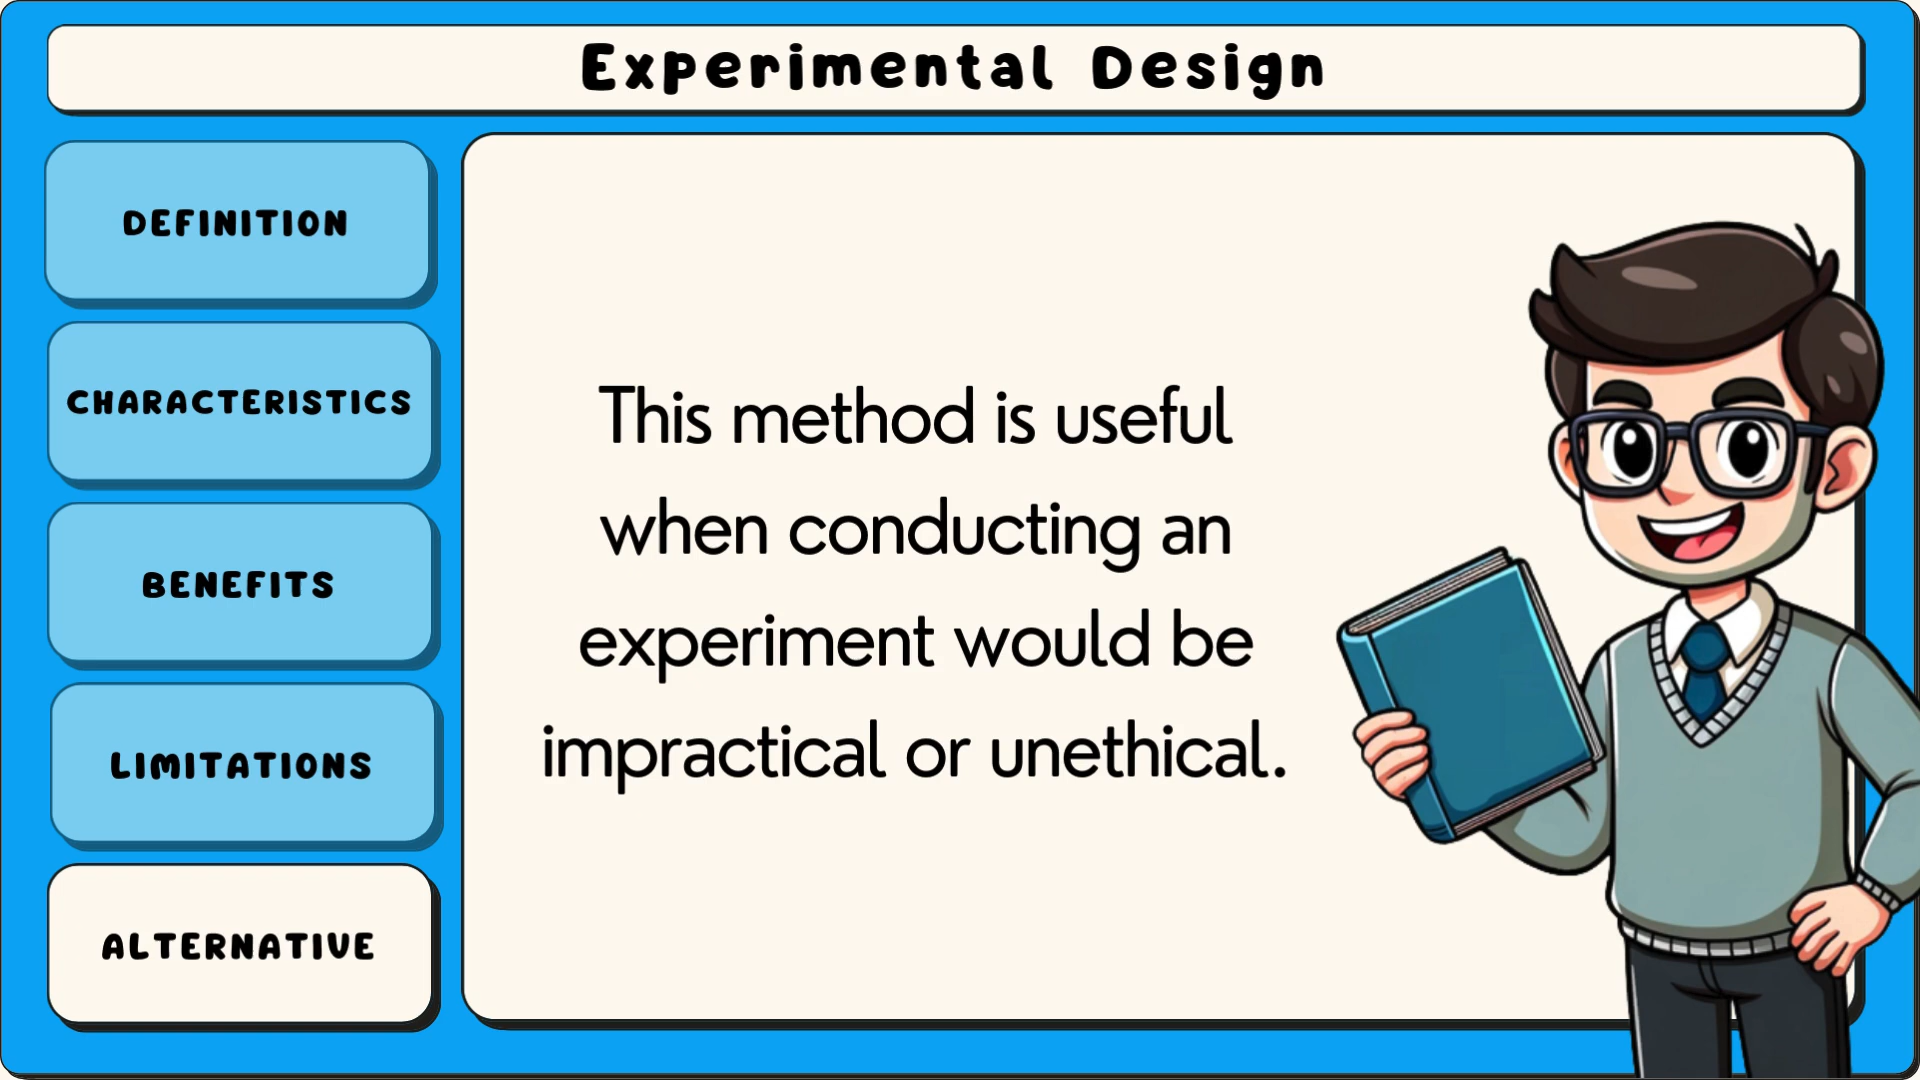 Experimental Design
DEFINITION
CHARACTERISTICS
BENEFITS
LIMITATIONS
ALTERNATIVE
This method is useful
when conducting an
experiment would be
impractical or unethical.